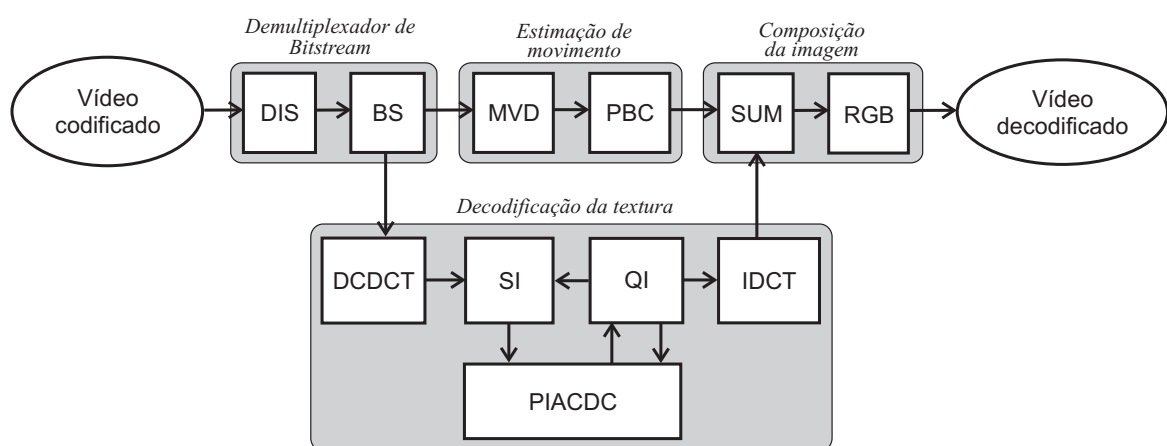 Demultiplexador de
Bitstream
Estimação de
movimento
Composição
da imagem
Vídeo
codificado
DIS
BS
MVD
PBC
SUM
RGB
Vídeo
decodificado
Decodificação da textura
DCDCT
SI
QI
IDCT
PIACDC